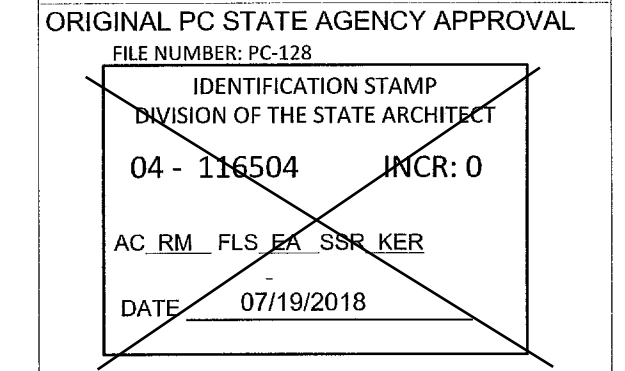 ORIGINAL PC STATE AGENCY APPROVAL
FILE NUMBER: PC-128
IDENTIFICATION STAMP
DIVISION OF THE STATE ARCHITECT
04 - 116504 INCR: 0
AC RM FLS EA SSR KER
DATE 07/19/2018